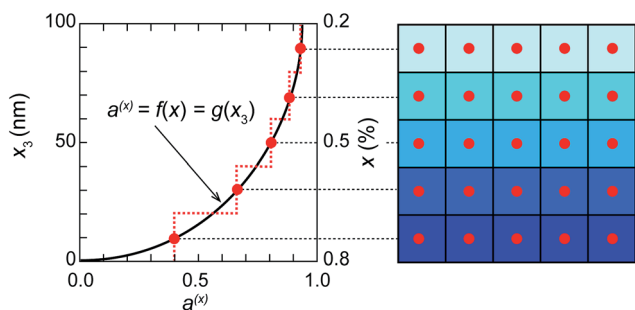 100
50
0
x₃ (nm)
a⁽ˣ⁾ = f(x) = g(x₃)
0.0
0.5
1.0
a⁽ˣ⁾
0.2
0.5
0.8
x (%)